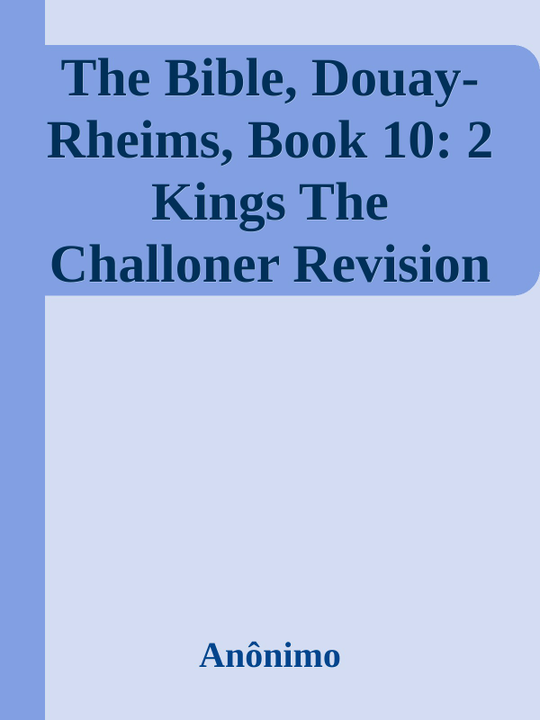 The Bible, Douay-
Rheims, Book 10: 2
Kings The
Challoner Revision
Anônimo